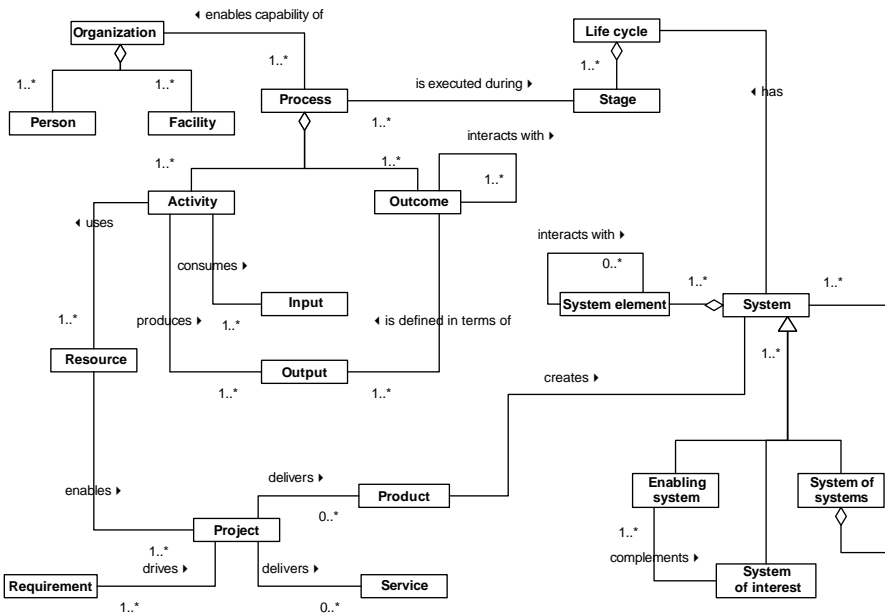 ◂ enables capability of
Organization
Life cycle
1..*
1..*
1..*
1..*
is executed during ▸
◂ has
Person
Facility
Process
Stage
1..*
interacts with ▸
1..*
1..*
1..*
Activity
Outcome
◂ uses
interacts with ▸
consumes ▸
0..*
1..*
1..*
Input
System element
System
1..*
produces ▸
1..*
◂ is defined in terms of
Resource
1..*
Output
creates ▸
1..*
1..*
delivers ▸
Enabling
system
System of
systems
enables ▸
Product
0..*
1..*
Project
1..*
drives ▸
delivers ▸
complements ▸
Requirement
Service
System
of interest
1..*
0..*